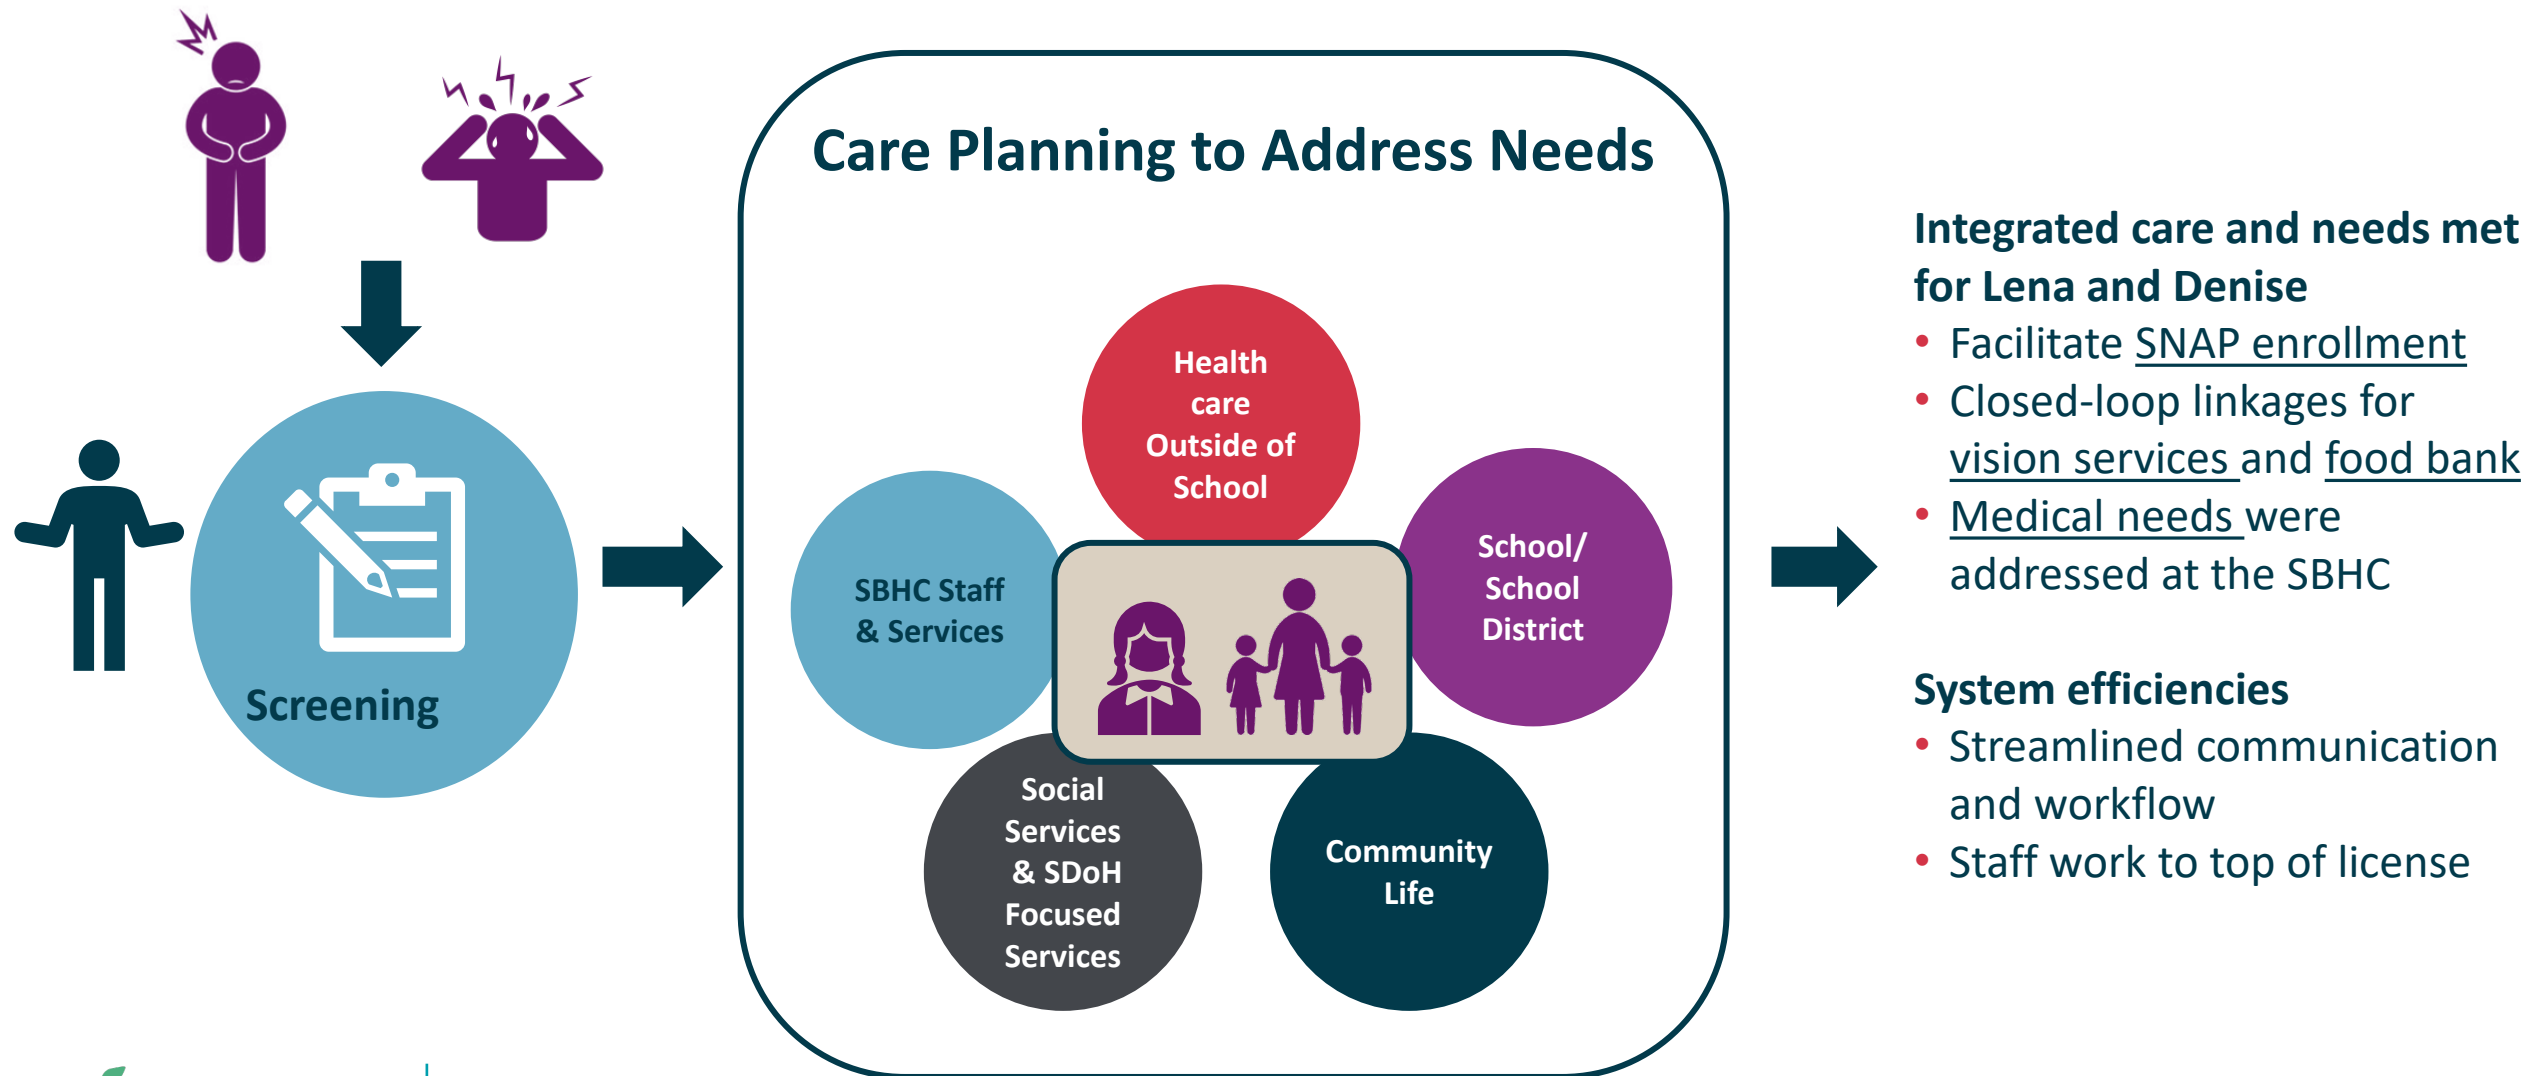 Care Planning to Address Needs
Screening
Health
care
Outside of
School
SBHC Staff
& Services
School/
School
District
Social
Services
& SDoH
Focused
Services
Community
Life
Integrated care and needs met
for Lena and Denise
• Facilitate SNAP enrollment
• Closed-loop linkages for
vision services and food bank
• Medical needs were
addressed at the SBHC
System efficiencies
• Streamlined communication
and workflow
• Staff work to top of license